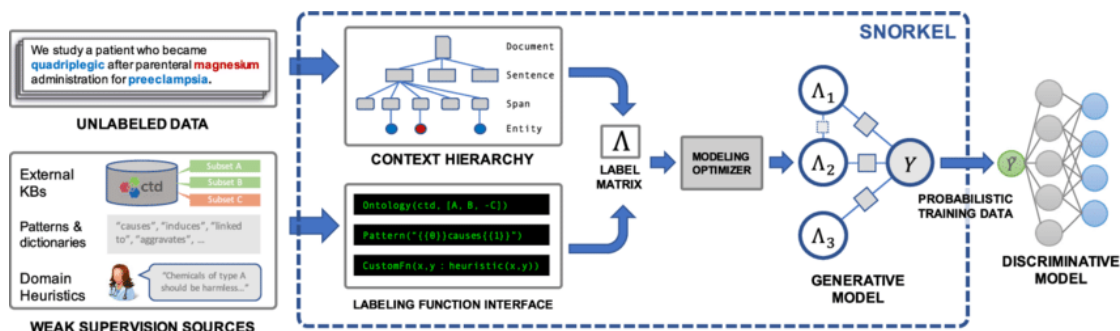 We study a patient who became
quadriplegic after parenteral magnesium
administration for preeclampsia.
UNLABELED DATA
External
KBs
ctd
Subset A
Subset B
Subset C
Patterns &
dictionaries
“causes”, “induces”, “linked
to”, “aggravates”, …
Domain
Heuristics
“Chemicals of type A
should be harmless…”
WEAK SUPERVISION SOURCES
SNORKEL
Document
Sentence
Span
Entity
CONTEXT HIERARCHY
Ontology(ctd, [A, B, -C])
Pattern("{{0}}causes{{1}}")
CustomFn(x,y : heuristic(x,y))
LABELING FUNCTION INTERFACE
Λ
LABEL
MATRIX
MODELING
OPTIMIZER
Λ1
Λ2
Λ3
Y
GENERATIVE
MODEL
PROBABILISTIC
TRAINING DATA
Ỹ
DISCRIMINATIVE
MODEL